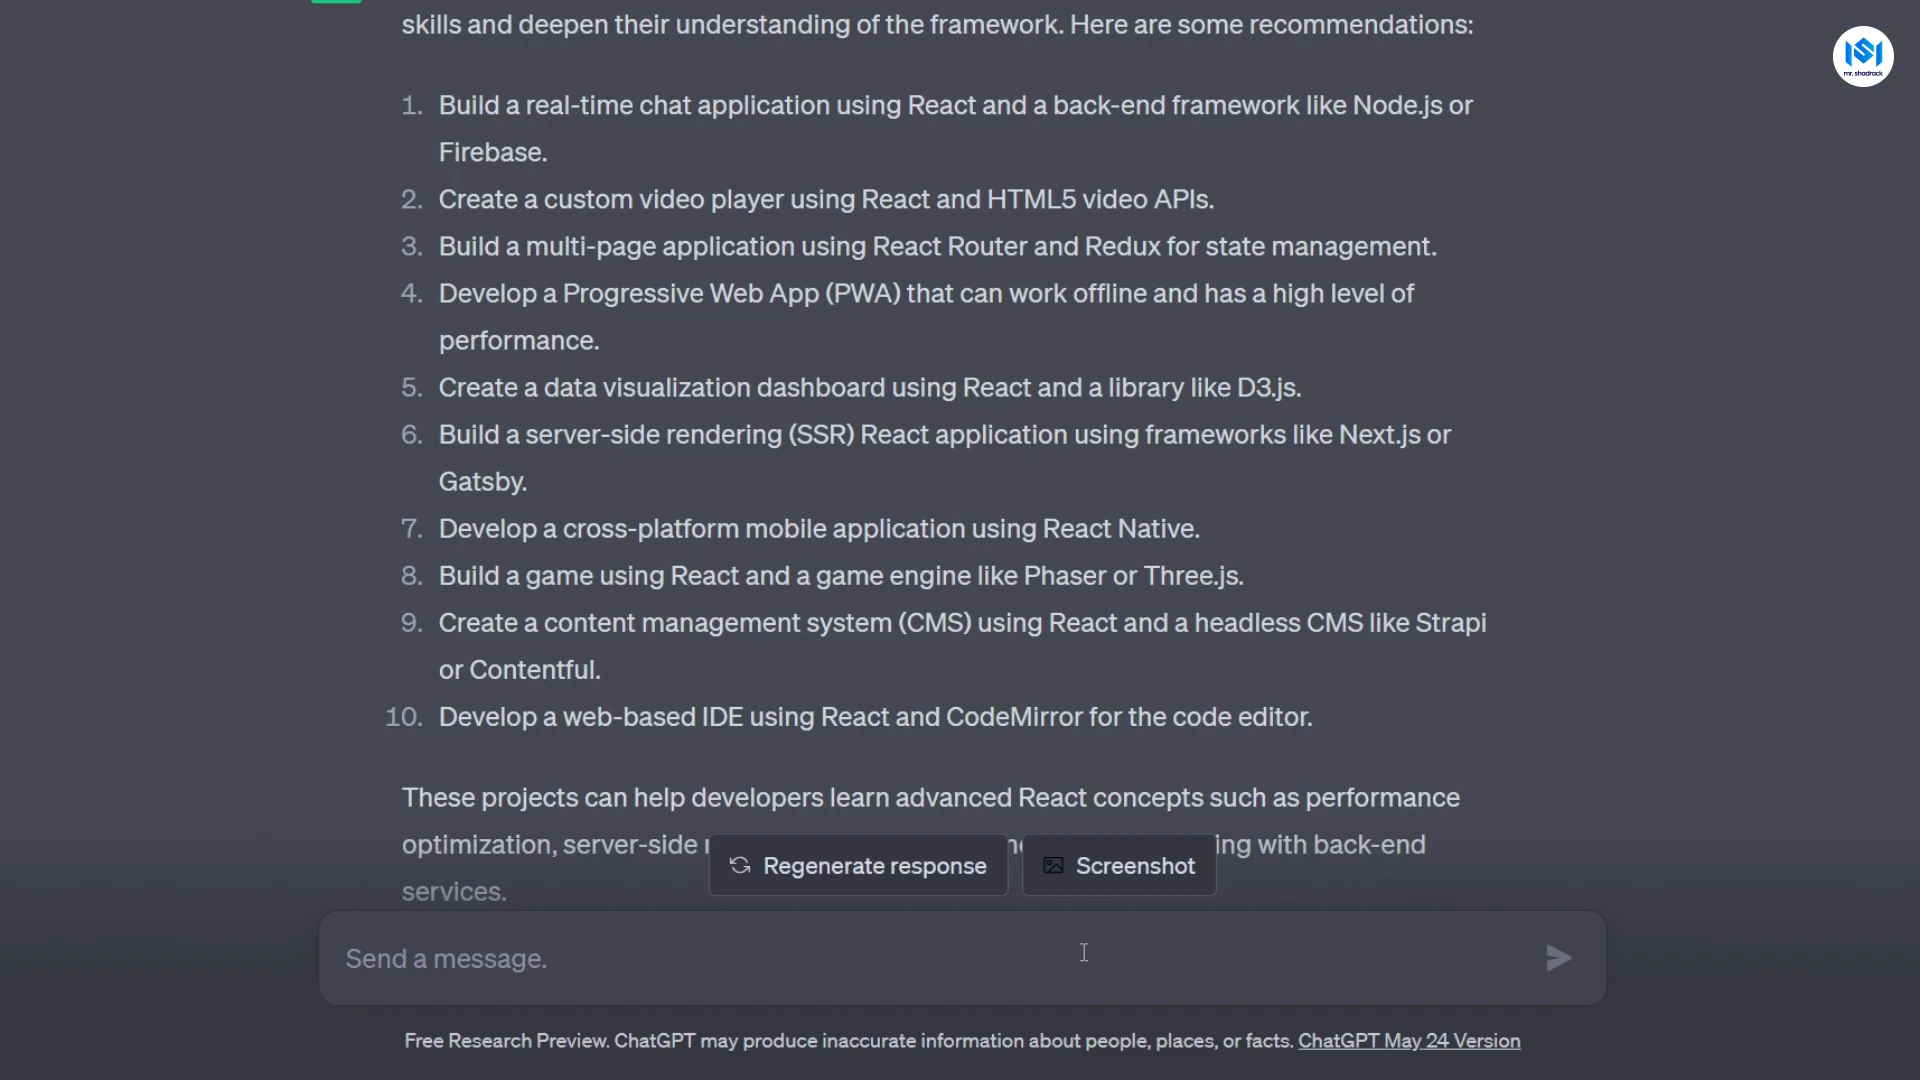 skills and deepen their understanding of the framework. Here are some recommendations:
mr. shadrack
1. Build a real-time chat application using React and a back-end framework like Node.js or
Firebase.
2. Create a custom video player using React and HTML5 video APIs.
3. Build a multi-page application using React Router and Redux for state management.
4. Develop a Progressive Web App (PWA) that can work offline and has a high level of
performance.
5. Create a data visualization dashboard using React and a library like D3.js.
6. Build a server-side rendering (SSR) React application using frameworks like Next.js or
Gatsby.
7. Develop a cross-platform mobile application using React Native.
8. Build a game using React and a game engine like Phaser or Three.js.
9. Create a content management system (CMS) using React and a headless CMS like Strapi
or Contentful.
10. Develop a web-based IDE using React and CodeMirror for the code editor.
These projects can help developers learn advanced React concepts such as performance
optimization, server-side with back-end
Regenerate response Screenshot
services.
Send a message.
Free Research Preview. ChatGPT may produce inaccurate information about people, places, or facts. ChatGPT May 24 Version